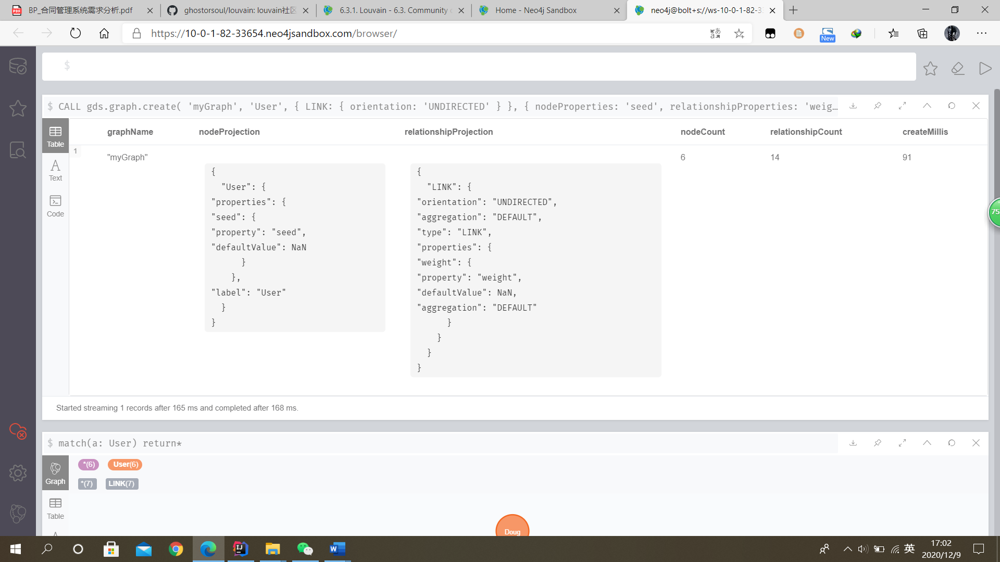 BP_合同管理系统需求分析.pdf
ghostorsoul/louvain: louvain社区
6.3.1. Louvain - 6.3. Community
Home - Neo4j Sandbox
neo4j@bolt+s://ws-10-0-1-82-33
https://10-0-1-82-33654.neo4jsandbox.com/browser/
New
$
$ CALL gds.graph.create( 'myGraph', 'User', { LINK: { orientation: 'UNDIRECTED' } }, { nodeProperties: 'seed', relationshipProperties: 'weig…
Table
Text
Code
graphName nodeProjection relationshipProjection nodeCount relationshipCount createMillis
1
"myGraph" 6 14 91
{
"User": {
"properties": {
"seed": {
"property": "seed",
"defaultValue": NaN
}
},
"label": "User"
}
}
{
"LINK": {
"orientation": "UNDIRECTED",
"aggregation": "DEFAULT",
"type": "LINK",
"properties": {
"weight": {
"property": "weight",
"defaultValue": NaN,
"aggregation": "DEFAULT"
}
}
}
}
75
Started streaming 1 records after 165 ms and completed after 168 ms.
$ match(a: User) return*
Graph
Table
*(6) User(6)
*(7) LINK(7)
Doug
英
17:02
2020/12/9